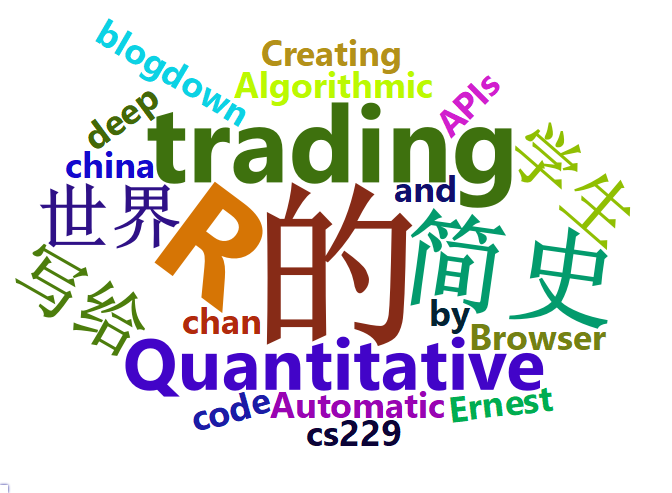 blogdown
Creating
Algorithmic
APIs
deep
trading
学生
china
and
世界
R
的
简史
写给
chan
by
Browser
Quantitative
code
Automatic
Ernest
cs229